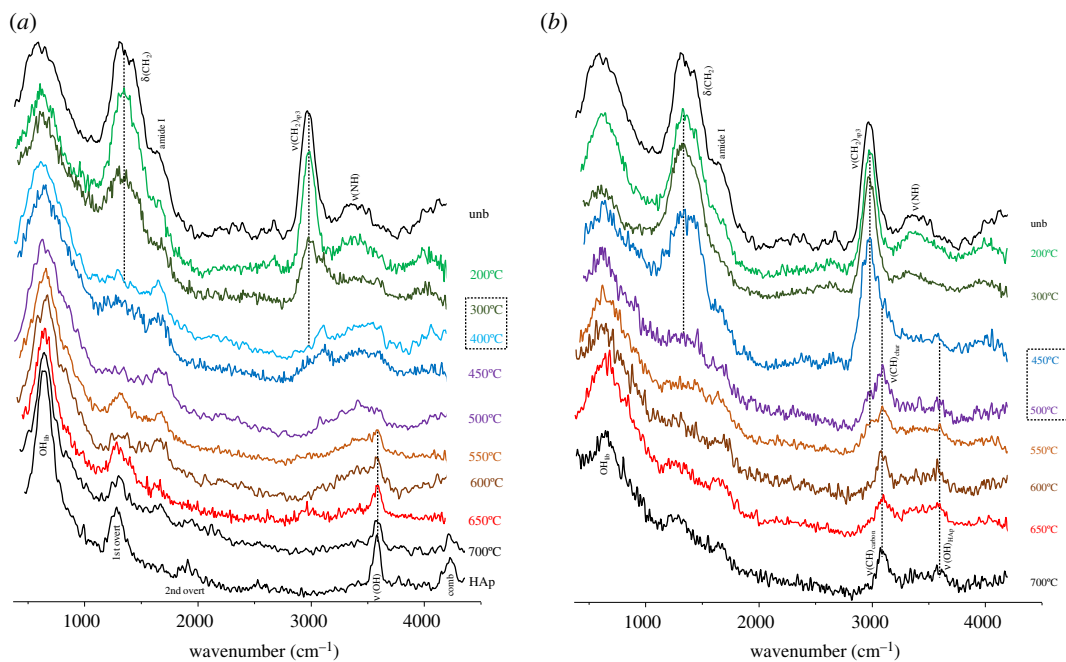 (a)
δ(CH2)
amide I
ν(CH2)sp3
ν(NH)
unb
200ºC
300ºC
400ºC
450ºC
500ºC
550ºC
600ºC
650ºC
700ºC
HAp
OHlib
1st overt
2nd overt
ν(OH)
comb
1000 2000 3000 4000
wavenumber (cm–1)
(b)
δ(CH2)
amide I
ν(CH2)sp3
ν(NH)
unb
200ºC
300ºC
450ºC
500ºC
550ºC
600ºC
650ºC
700ºC
ν(CH)char
OHlib
ν(CH)carbon
ν(OH)HAp
1000 2000 3000 4000
wavenumber (cm–1)